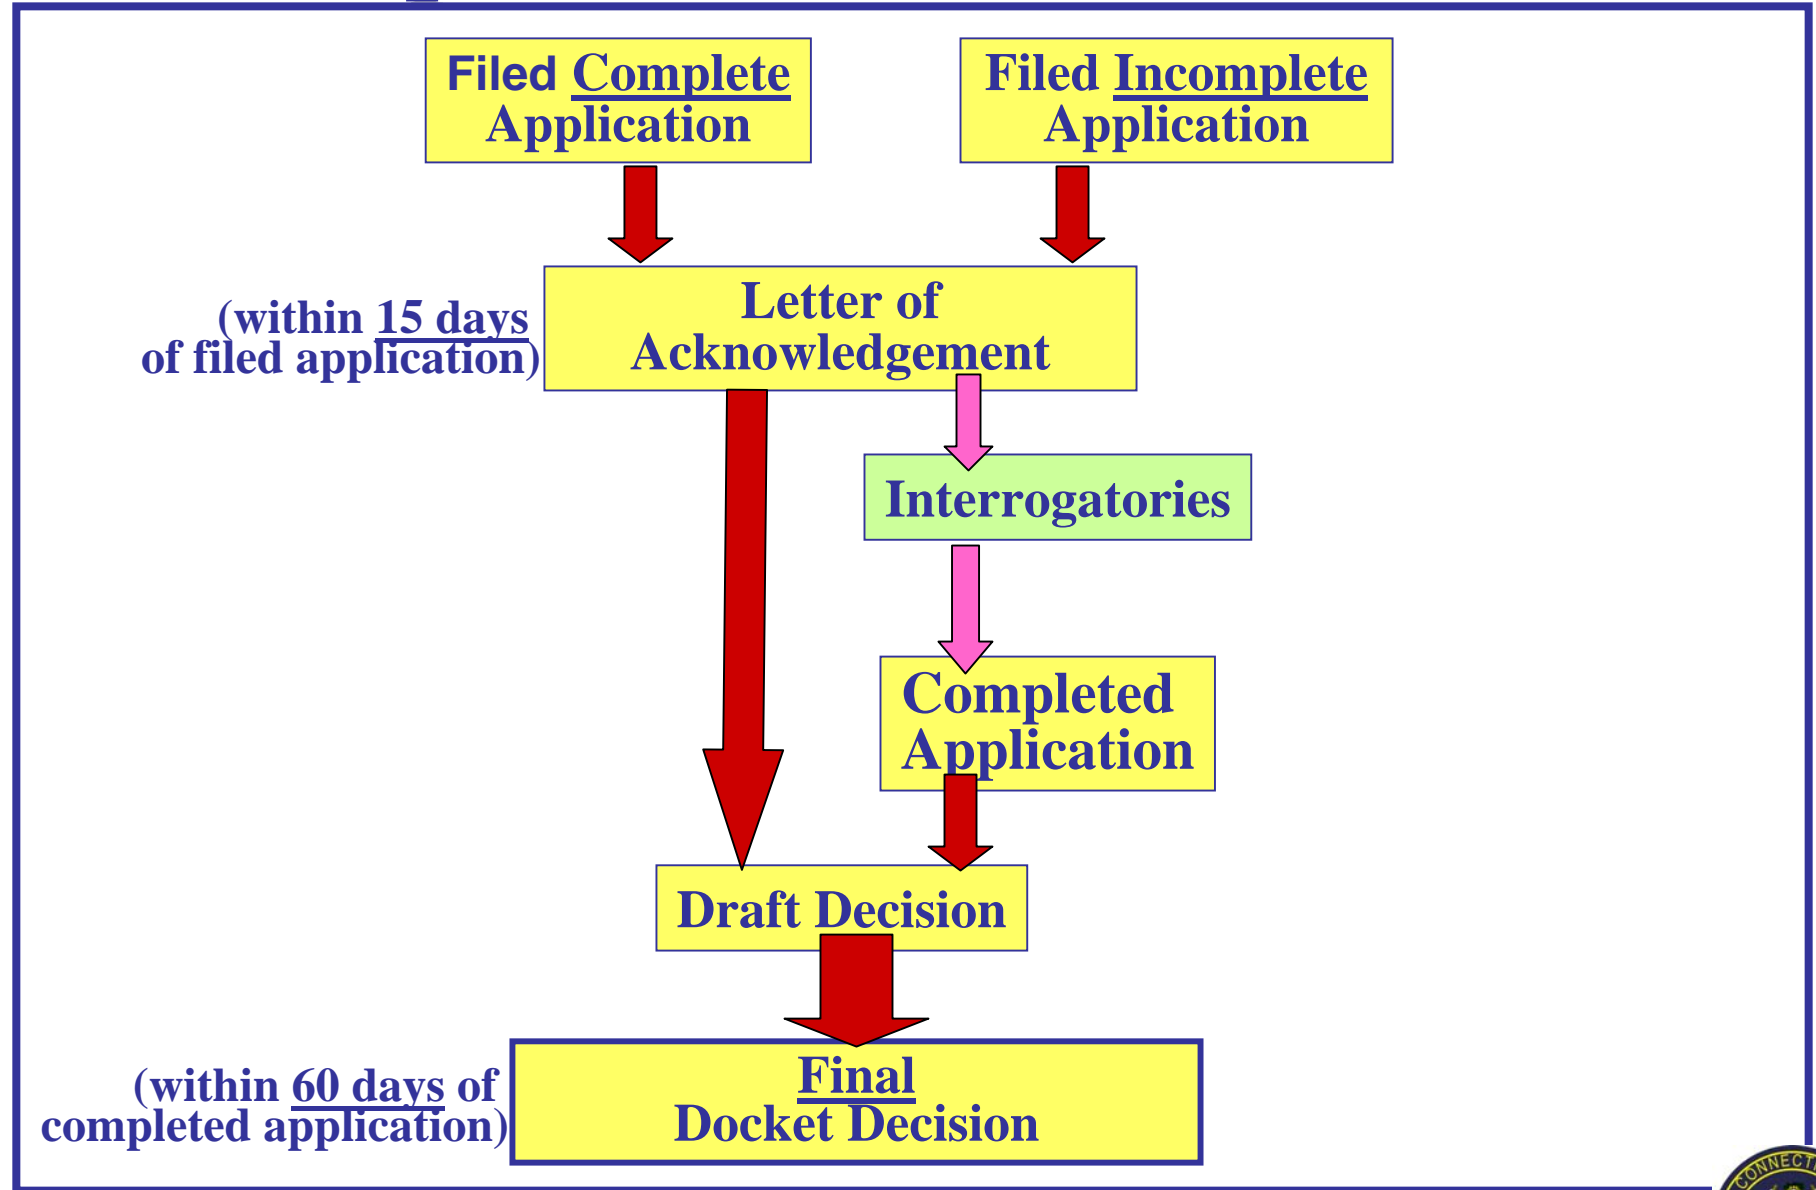 Filed Complete
Application
Filed Incomplete
Application
(within 15 days
of filed application)
Letter of
Acknowledgement
Interrogatories
Completed
Application
Draft Decision
(within 60 days of
completed application)
Final
Docket Decision